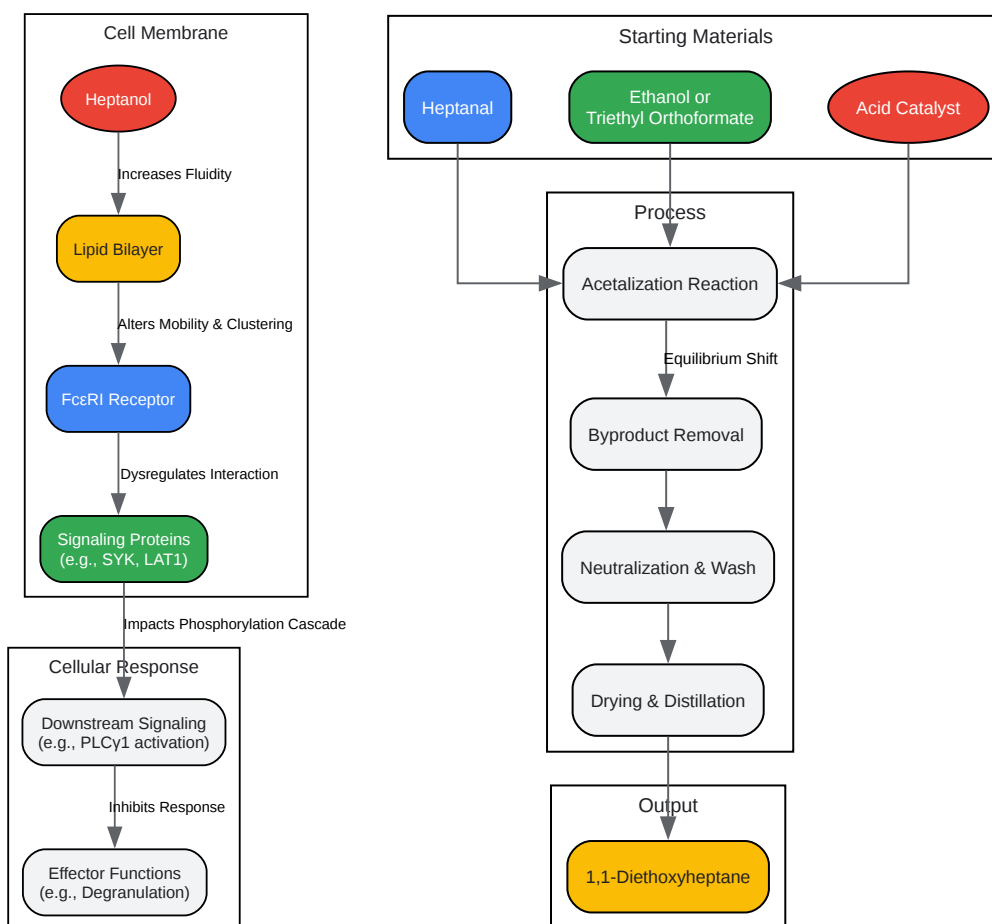 Cell Membrane
Heptanol
Increases Fluidity
Lipid Bilayer
Alters Mobility & Clustering
FcεRI Receptor
Dysregulates Interaction
Signaling Proteins
(e.g., SYK, LAT1)
Impacts Phosphorylation Cascade
Cellular Response
Downstream Signaling
(e.g., PLCγ1 activation)
Inhibits Response
Effector Functions
(e.g., Degranulation)
Starting Materials
Heptanal
Ethanol or
Triethyl Orthoformate
Acid Catalyst
Process
Acetalization Reaction
Equilibrium Shift
Byproduct Removal
Neutralization & Wash
Drying & Distillation
Output
1,1-Diethoxyheptane